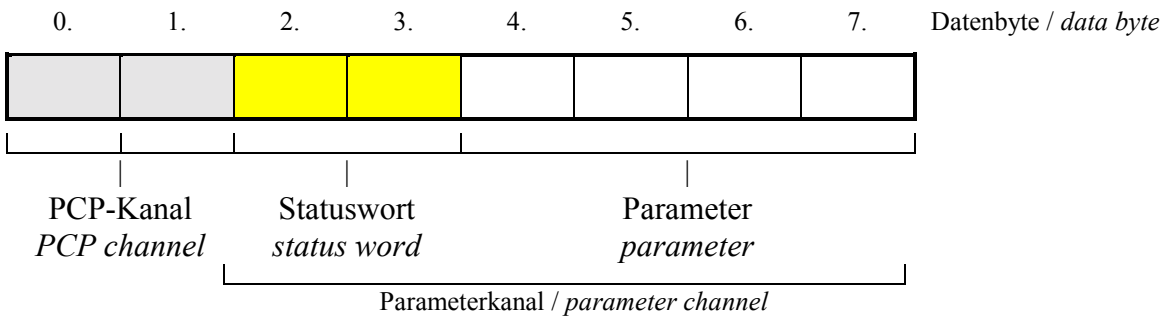 0. 1. 2. 3. 4. 5. 6. 7. Datenbyte / data byte
PCP-Kanal Statuswort Parameter
PCP channel status word parameter
Parameterkanal / parameter channel